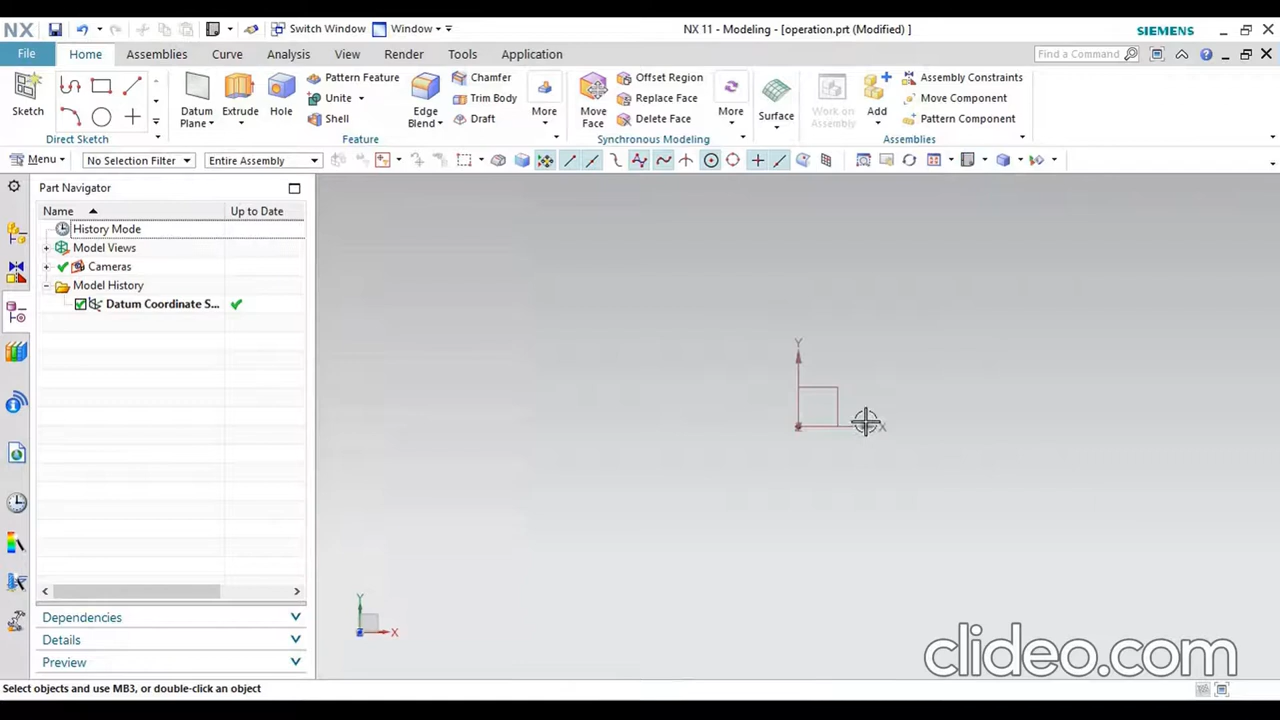 NX
Switch Window
Window
NX 11 - Modeling - [operation.prt (Modified) ]
SIEMENS
File
Home
Assemblies
Curve
Analysis
View
Render
Tools
Application
Find a Command
Sketch
Direct Sketch
Datum Plane
Extrude
Hole
Pattern Feature
Unite
Shell
Edge Blend
Chamfer
Trim Body
Draft
More
Feature
Move Face
Offset Region
Replace Face
Delete Face
More
Synchronous Modeling
Surface
Work on Assembly
Add
Assembly Constraints
Move Component
Pattern Component
Assemblies
Menu
No Selection Filter
Entire Assembly
Part Navigator
Name
Up to Date
History Mode
Model Views
Cameras
Model History
Datum Coordinate S...
Dependencies
Details
Preview
Y
X
Z
Y
X
clideo.com
Select objects and use MB3, or double-click an object